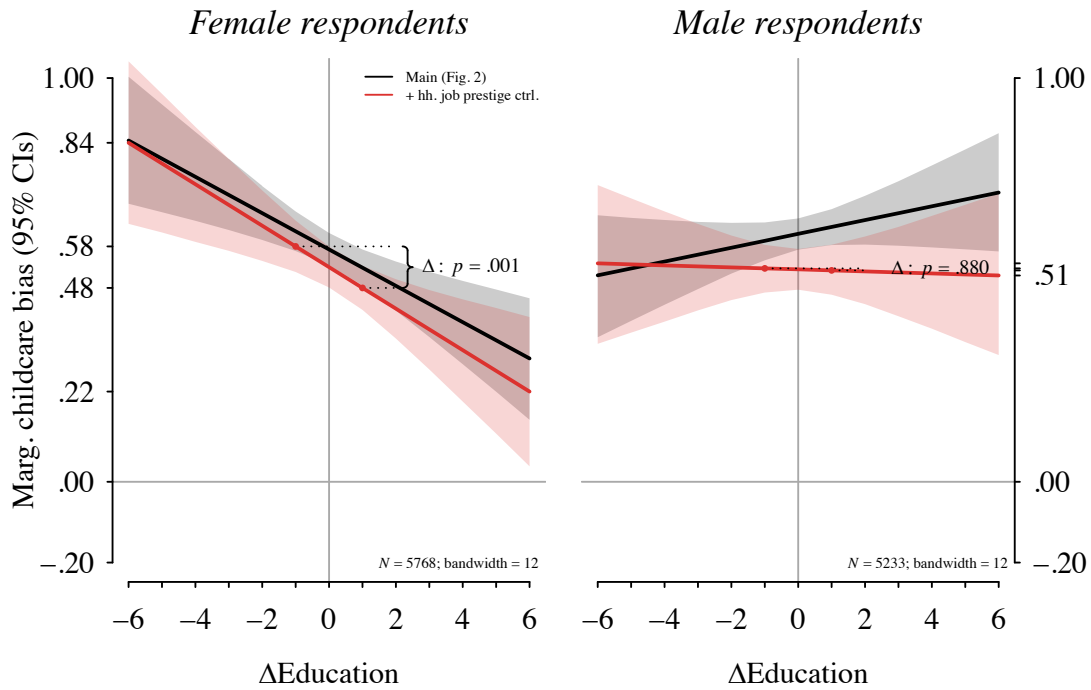 Female respondents
Male respondents
Marg. childcare bias (95% CIs)
1.00
.84
.58
.48
.22
.00
−.20
Main (Fig. 2)
+ hh. job prestige ctrl.
Δ: p = .001
N = 5768; bandwidth = 12
−6 −4 −2 0 2 4 6
ΔEducation
1.00
.51
.00
−.20
Δ: p = .880
N = 5233; bandwidth = 12
−6 −4 −2 0 2 4 6
ΔEducation